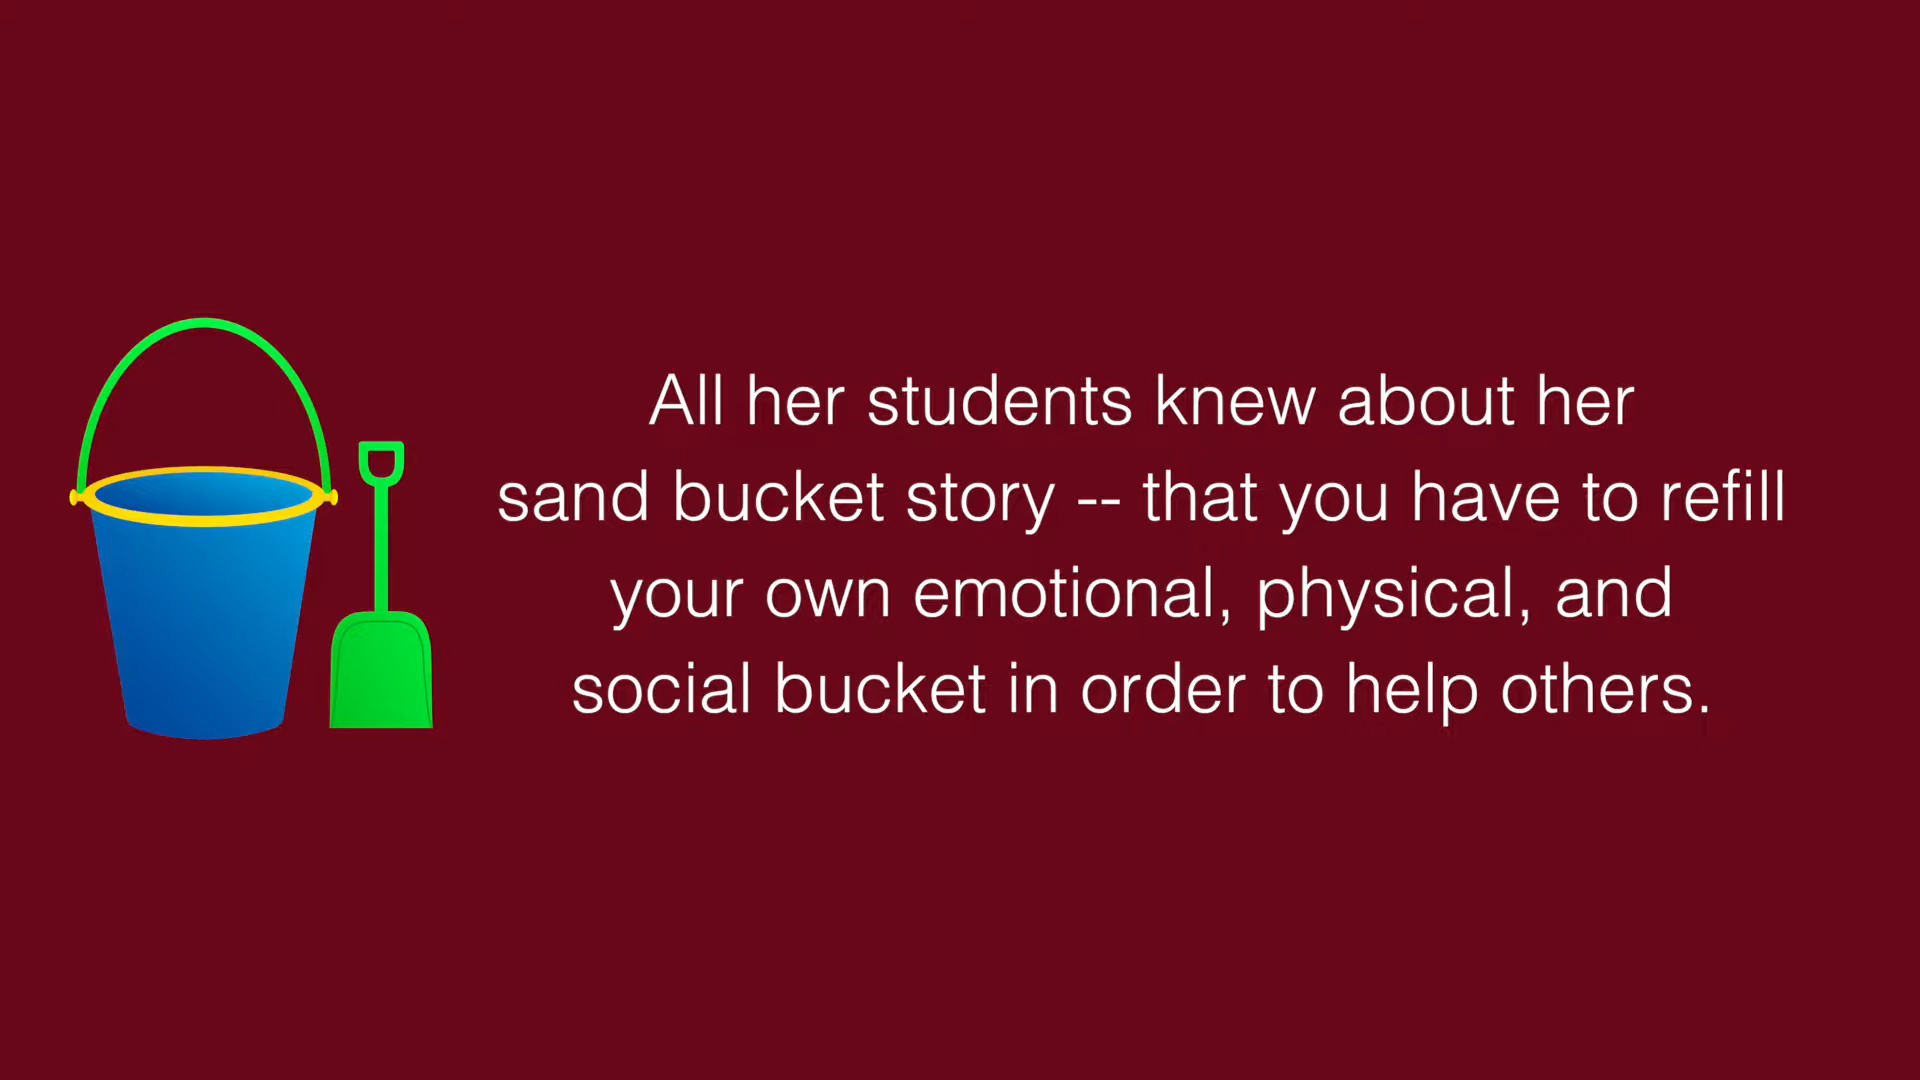 All her students knew about her
sand bucket story -- that you have to refill
your own emotional, physical, and
social bucket in order to help others.